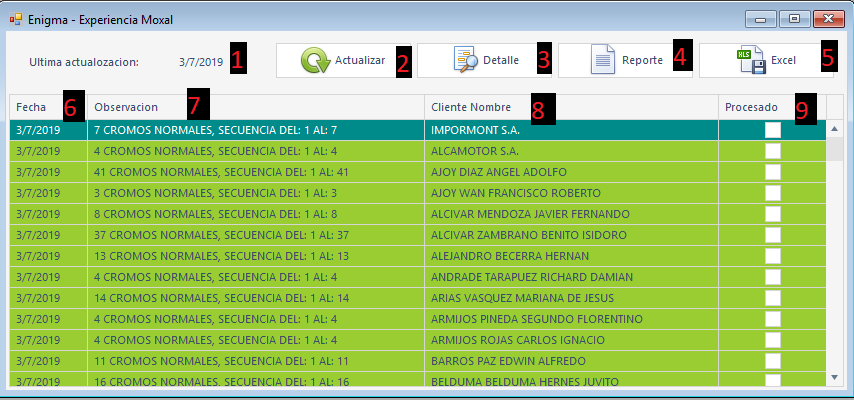 Enigma - Experiencia Moxal
Ultima actualozacion: 3/7/2019 1 Actualizar 2 Detalle 3 Reporte 4 XLS Excel 5
Fecha 6 Observacion 7 Cliente Nombre 8 Procesado 9
3/7/2019 7 CROMOS NORMALES, SECUENCIA DEL: 1 AL: 7 IMPORMONT S.A.
3/7/2019 4 CROMOS NORMALES, SECUENCIA DEL: 1 AL: 4 ALCAMOTOR S.A.
3/7/2019 41 CROMOS NORMALES, SECUENCIA DEL: 1 AL: 41 AJOY DIAZ ANGEL ADOLFO
3/7/2019 3 CROMOS NORMALES, SECUENCIA DEL: 1 AL: 3 AJOY WAN FRANCISCO ROBERTO
3/7/2019 8 CROMOS NORMALES, SECUENCIA DEL: 1 AL: 8 ALCIVAR MENDOZA JAVIER FERNANDO
3/7/2019 37 CROMOS NORMALES, SECUENCIA DEL: 1 AL: 37 ALCIVAR ZAMBRANO BENITO ISIDORO
3/7/2019 13 CROMOS NORMALES, SECUENCIA DEL: 1 AL: 13 ALEJANDRO BECERRA HERNAN
3/7/2019 4 CROMOS NORMALES, SECUENCIA DEL: 1 AL: 4 ANDRADE TARAPUEZ RICHARD DAMIAN
3/7/2019 14 CROMOS NORMALES, SECUENCIA DEL: 1 AL: 14 ARIAS VASQUEZ MARIANA DE JESUS
3/7/2019 4 CROMOS NORMALES, SECUENCIA DEL: 1 AL: 4 ARMIJOS PINEDA SEGUNDO FLORENTINO
3/7/2019 4 CROMOS NORMALES, SECUENCIA DEL: 1 AL: 4 ARMIJOS ROJAS CARLOS IGNACIO
3/7/2019 11 CROMOS NORMALES, SECUENCIA DEL: 1 AL: 11 BARROS PAZ EDWIN ALFREDO
3/7/2019 16 CROMOS NORMALES, SECUENCIA DEL: 1 AL: 16 BELDUMA BELDUMA HERNES JUVITO